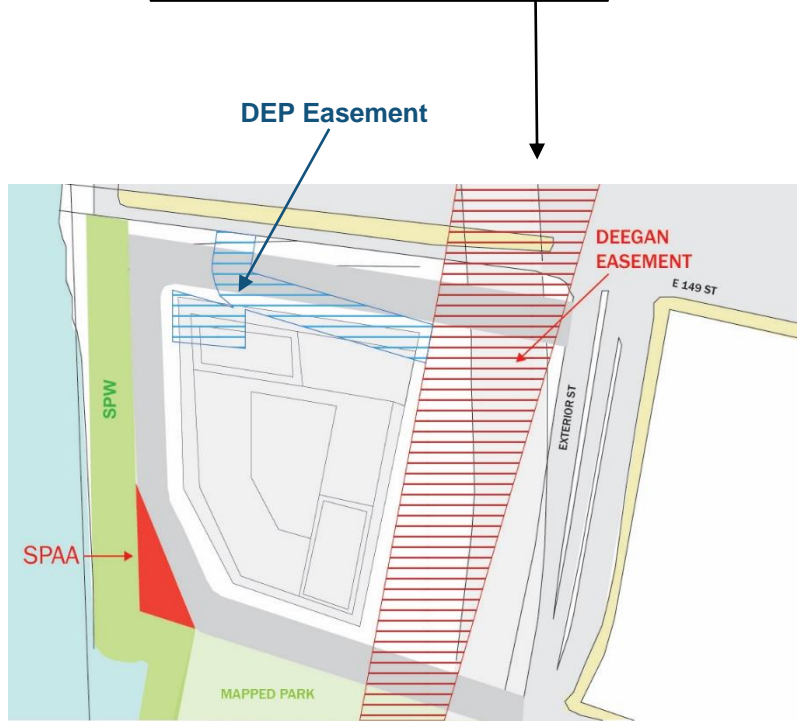 DEP Easement
DEEGAN
EASEMENT
E 149 ST
SPW
EXTERIOR ST
SPAA
MAPPED PARK